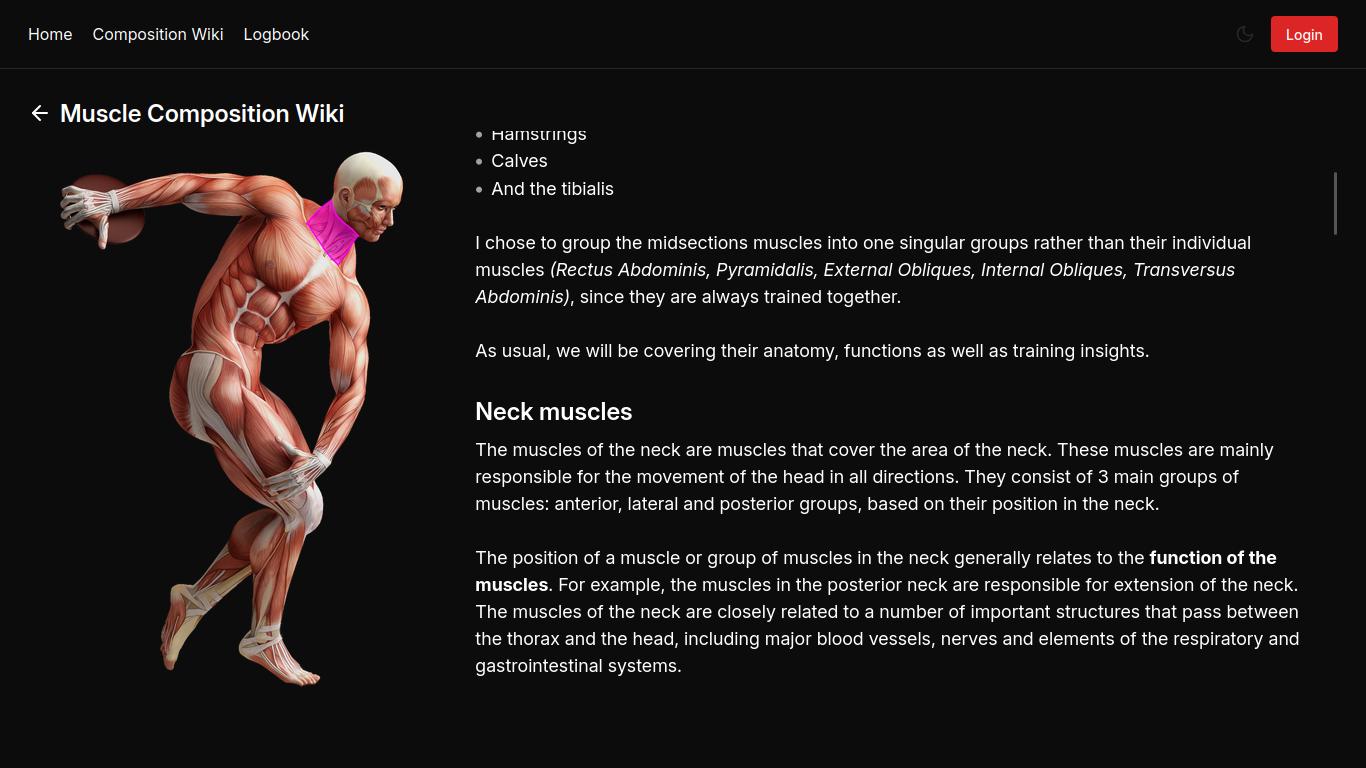 Home
Composition Wiki
Logbook
Login
Muscle Composition Wiki
Hamstrings
Calves
And the tibialis
I chose to group the midsections muscles into one singular groups rather than their individual
muscles (Rectus Abdominis, Pyramidalis, External Obliques, Internal Obliques, Transversus
Abdominis), since they are always trained together.
As usual, we will be covering their anatomy, functions as well as training insights.
Neck muscles
The muscles of the neck are muscles that cover the area of the neck. These muscles are mainly
responsible for the movement of the head in all directions. They consist of 3 main groups of
muscles: anterior, lateral and posterior groups, based on their position in the neck.
The position of a muscle or group of muscles in the neck generally relates to the function of the
muscles. For example, the muscles in the posterior neck are responsible for extension of the neck.
The muscles of the neck are closely related to a number of important structures that pass between
the thorax and the head, including major blood vessels, nerves and elements of the respiratory and
gastrointestinal systems.